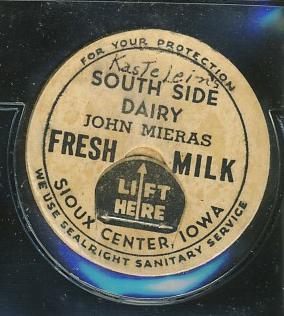 FOR YOUR PROTECTION
Kasteleins
SOUTH SIDE
DAIRY
JOHN MIERAS
FRESH MILK
LIFT
HERE
SIOUX CENTER, IOWA
WE USE SEALRIGHT SANITARY SERVICE